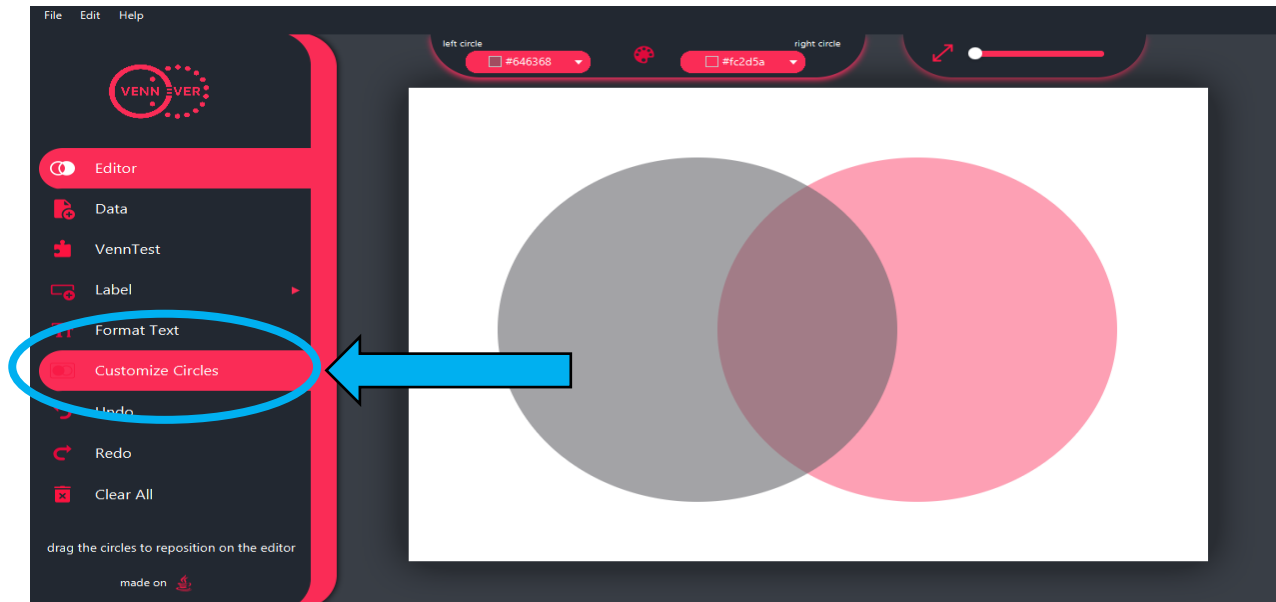 File Edit Help
left circle
right circle
#646368
#fc2d5a
VENN EVER
Editor
Data
VennTest
Label
Format Text
Customize Circles
Undo
Redo
Clear All
drag the circles to reposition on the editor
made on